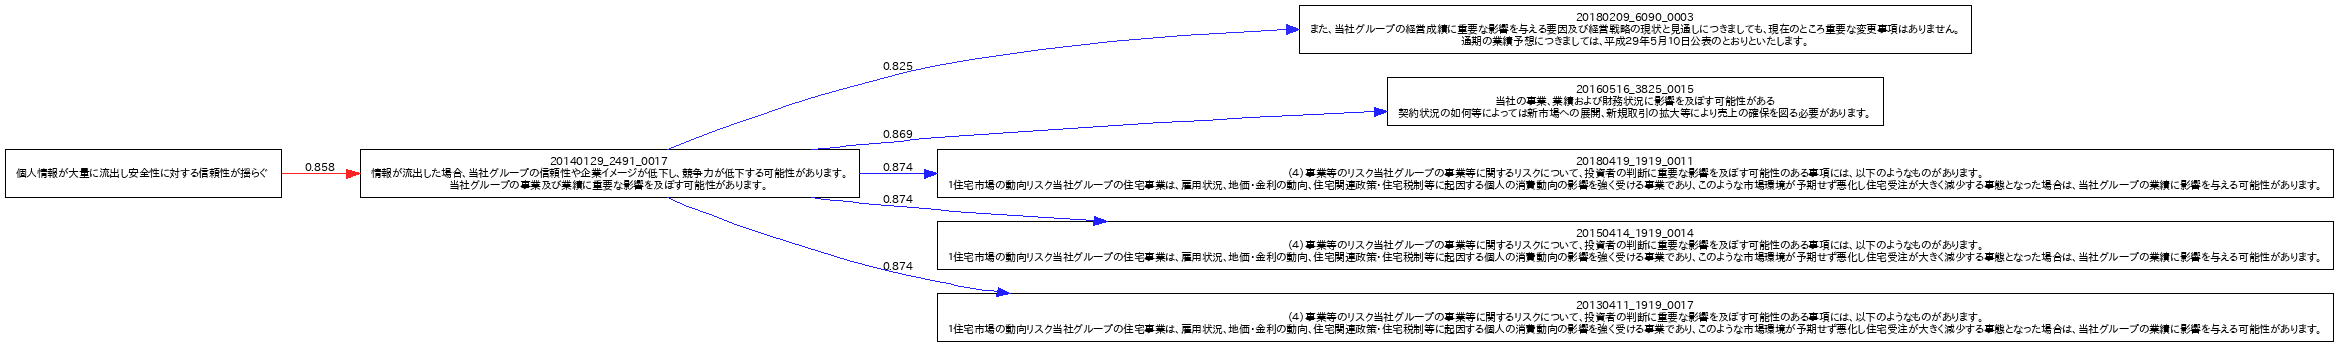 個人情報が大量に流出し安全性に対する信頼性が揺らぐ
0.858
20140129_2491_0017
情報が流出した場合、当社グループの信頼性や企業イメージが低下し、競争力が低下する可能性があります。
当社グループの事業及び業績に重要な影響を及ぼす可能性があります。
0.825
20180209_6090_0003
また、当社グループの経営成績に重要な影響を与える要因及び経営戦略の現状と見通しにつきましても、現在のところ重要な変更事項はありません。
通期の業績予想につきましては、平成29年5月10日公表のとおりといたします。
0.869
20160516_3825_0015
当社の事業、業績および財務状況に影響を及ぼす可能性がある
契約状況の如何等によっては新市場への展開、新規取引の拡大等により売上の確保を図る必要があります。
0.874
20180419_1919_0011
（4）事業等のリスク当社グループの事業等に関するリスクについて、投資者の判断に重要な影響を及ぼす可能性のある事項には、以下のようなものがあります。
1住宅市場の動向リスク当社グループの住宅事業は、雇用状況、地価・金利の動向、住宅関連政策・住宅税制等に起因する個人の消費動向の影響を強く受ける事業であり、このような市場環境が予期せず悪化し住宅受注が大きく減少する事態となった場合は、当社グループの業績に影響を与える可能性があります。
0.874
20150414_1919_0014
（4）事業等のリスク当社グループの事業等に関するリスクについて、投資者の判断に重要な影響を及ぼす可能性のある事項には、以下のようなものがあります。
1住宅市場の動向リスク当社グループの住宅事業は、雇用状況、地価・金利の動向、住宅関連政策・住宅税制等に起因する個人の消費動向の影響を強く受ける事業であり、このような市場環境が予期せず悪化し住宅受注が大きく減少する事態となった場合は、当社グループの業績に影響を与える可能性があります。
0.874
20130411_1919_0017
（4）事業等のリスク当社グループの事業等に関するリスクについて、投資者の判断に重要な影響を及ぼす可能性のある事項には、以下のようなものがあります。
1住宅市場の動向リスク当社グループの住宅事業は、雇用状況、地価・金利の動向、住宅関連政策・住宅税制等に起因する個人の消費動向の影響を強く受ける事業であり、このような市場環境が予期せず悪化し住宅受注が大きく減少する事態となった場合は、当社グループの業績に影響を与える可能性があります。